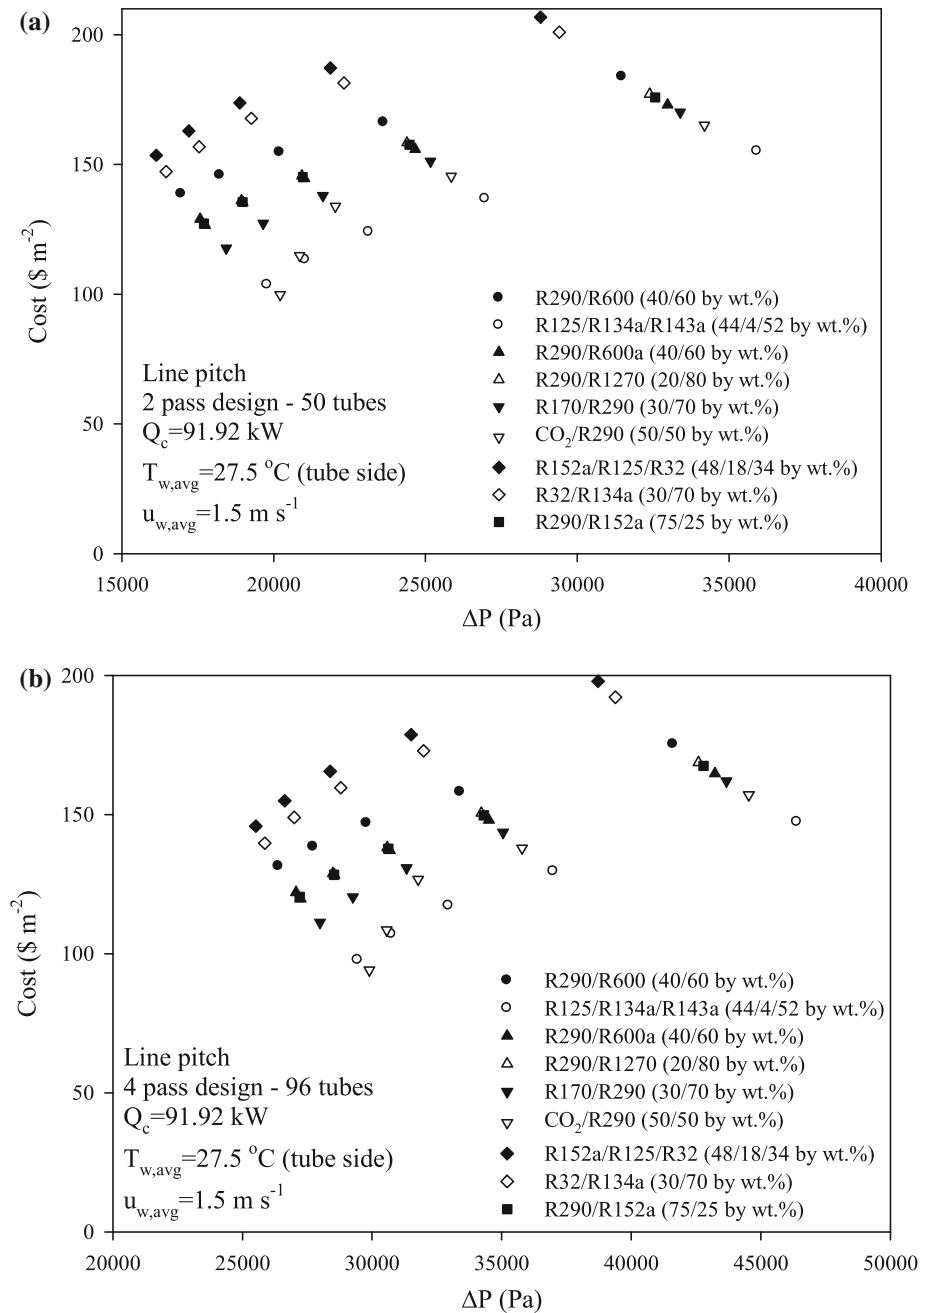 (a)
200
150
100
50
0
Cost ($ m⁻²)
R290/R600 (40/60 by wt.%)
R125/R134a/R143a (44/4/52 by wt.%)
R290/R600a (40/60 by wt.%)
R290/R1270 (20/80 by wt.%)
R170/R290 (30/70 by wt.%)
CO₂/R290 (50/50 by wt.%)
R152a/R125/R32 (48/18/34 by wt.%)
R32/R134a (30/70 by wt.%)
R290/R152a (75/25 by wt.%)
Line pitch
2 pass design - 50 tubes
Q_c=91.92 kW
T_w,avg=27.5 °C (tube side)
u_w,avg=1.5 m s⁻¹
15000 20000 25000 30000 35000 40000
ΔP (Pa)
(b)
200
150
100
50
0
Cost ($ m⁻²)
R290/R600 (40/60 by wt.%)
R125/R134a/R143a (44/4/52 by wt.%)
R290/R600a (40/60 by wt.%)
R290/R1270 (20/80 by wt.%)
R170/R290 (30/70 by wt.%)
CO₂/R290 (50/50 by wt.%)
R152a/R125/R32 (48/18/34 by wt.%)
R32/R134a (30/70 by wt.%)
R290/R152a (75/25 by wt.%)
Line pitch
4 pass design - 96 tubes
Q_c=91.92 kW
T_w,avg=27.5 °C (tube side)
u_w,avg=1.5 m s⁻¹
20000 25000 30000 35000 40000 45000 50000
ΔP (Pa)